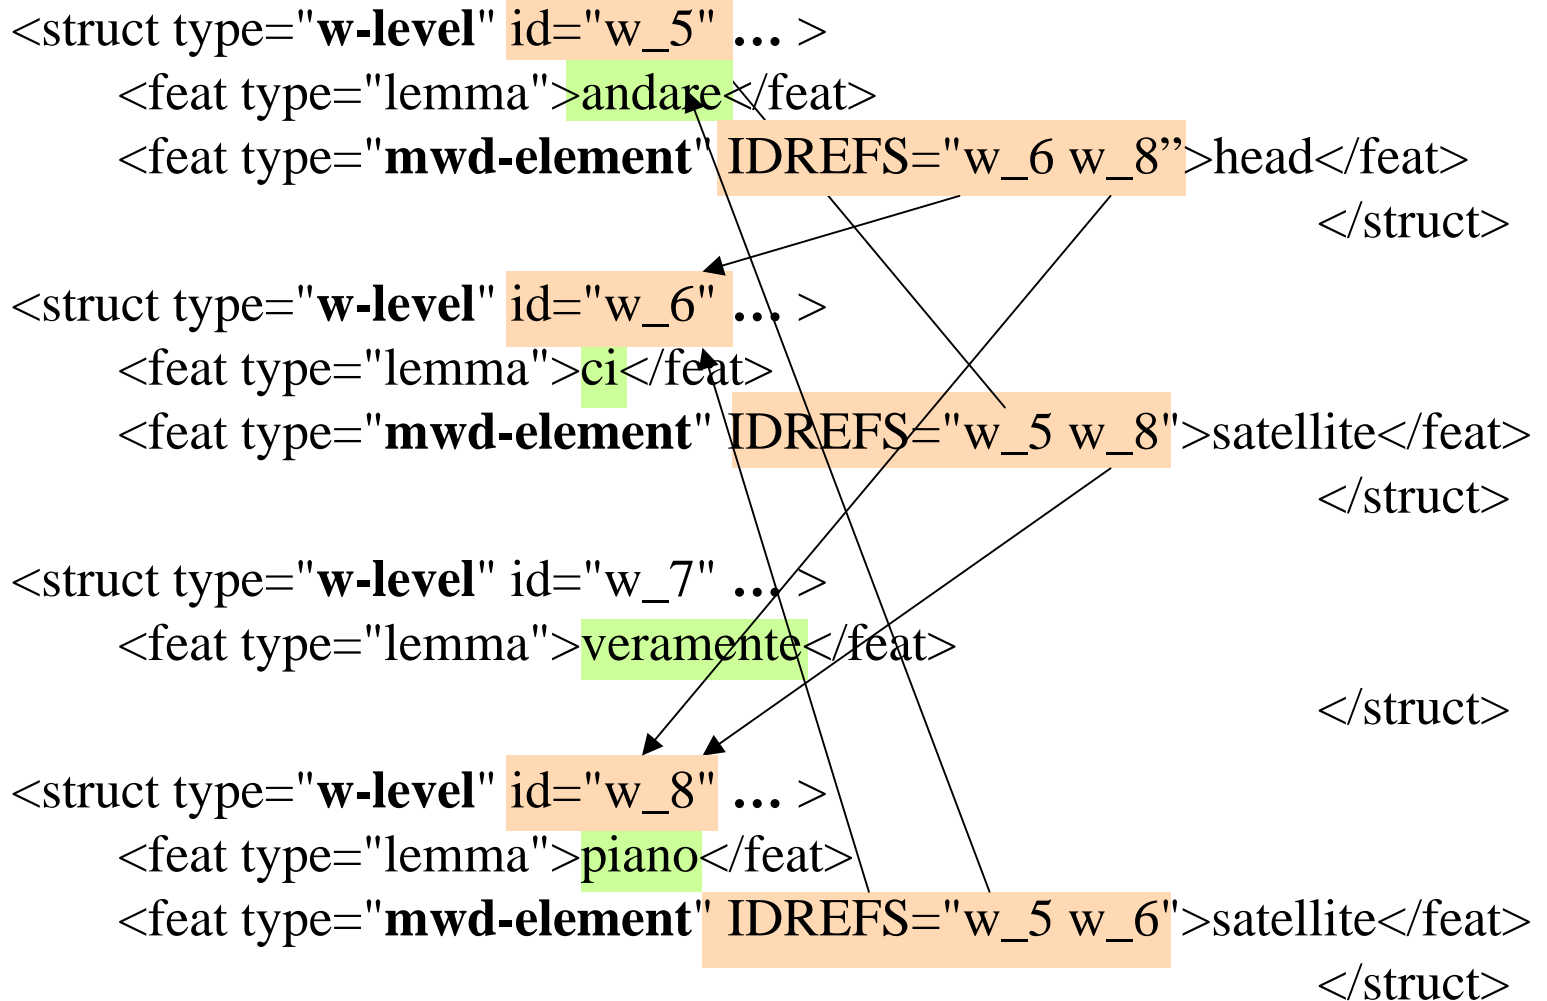 <struct type="w-level" id="w_5" … >
<feat type="lemma">andare</feat>
<feat type="mwd-element" IDREFS="w_6 w_8”>head</feat>
</struct>
<struct type="w-level" id="w_6" … >
<feat type="lemma">ci</feat>
<feat type="mwd-element" IDREFS="w_5 w_8">satellite</feat>
</struct>
<struct type="w-level" id="w_7" … >
<feat type="lemma">veramente</feat>
</struct>
<struct type="w-level" id="w_8" … >
<feat type="lemma">piano</feat>
<feat type="mwd-element" IDREFS="w_5 w_6">satellite</feat>
</struct>